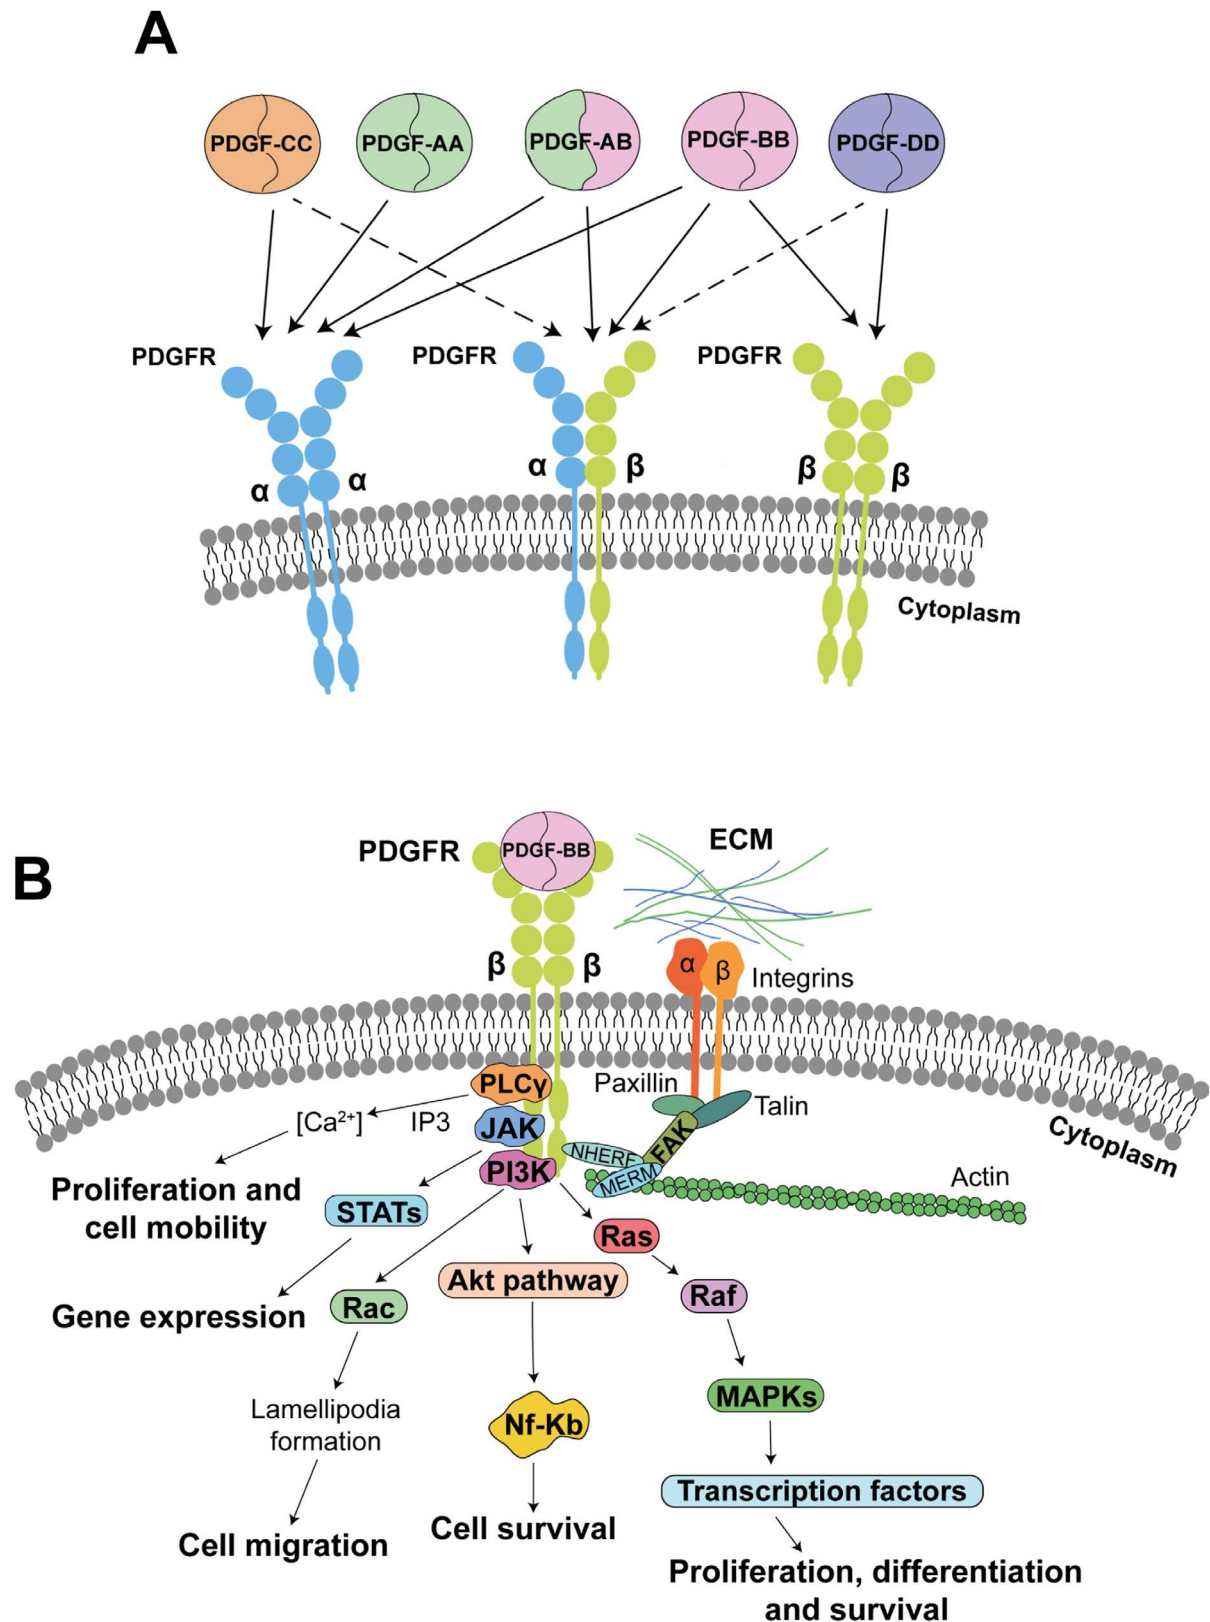 A
PDGF-CC
PDGF-AA
PDGF-AB
PDGF-BB
PDGF-DD
PDGFR
PDGFR
PDGFR
α
α
α
β
β
β
Cytoplasm
B
PDGFR
PDGF-BB
ECM
β
β
α
β
Integrins
PLCγ
Paxillin
Talin
[Ca²⁺]
IP3
JAK
FAK
Cytoplasm
NHERF
PI3K
MERM
Actin
Proliferation and
cell mobility
STATs
Ras
Akt pathway
Raf
Gene expression
Rac
MAPKs
Lamellipodia
formation
Nf-Kb
Transcription factors
Cell migration
Cell survival
Proliferation, differentiation
and survival